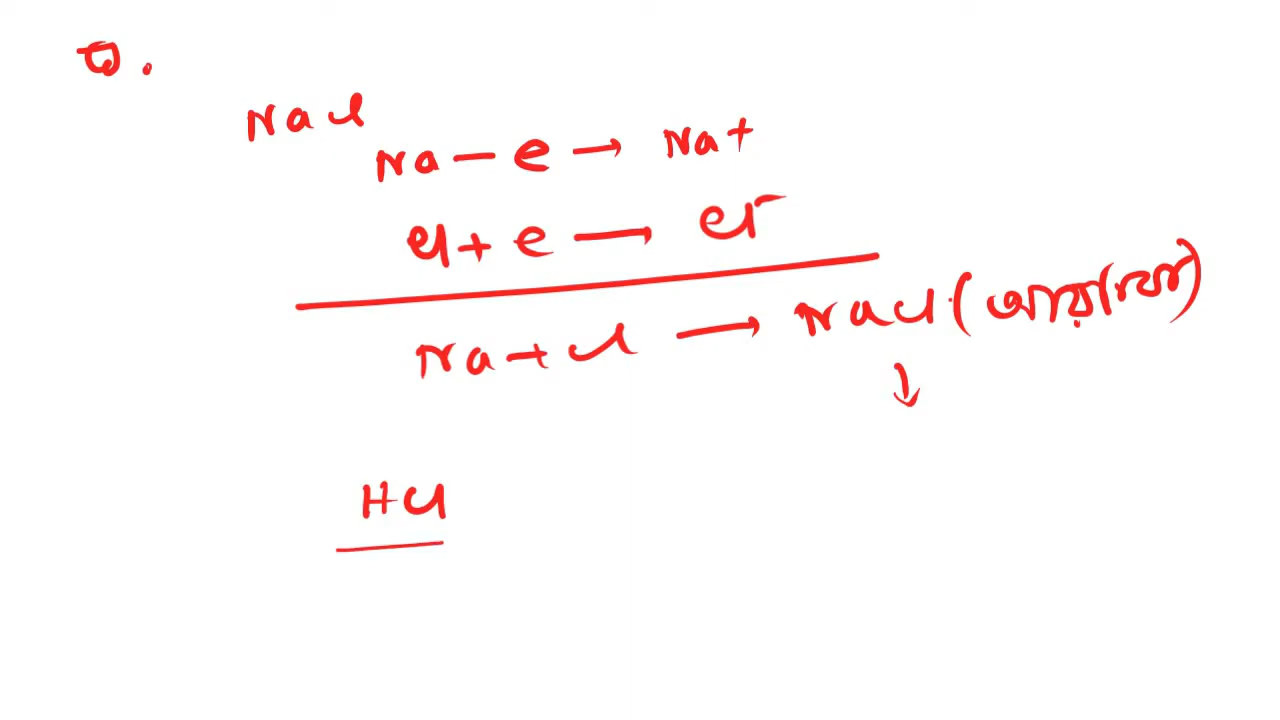 ঘ.
NaCl
Na - e → Na+
Cl + e → Cl-
Na + Cl → NaCl (আয়নিক)
↓
HCl